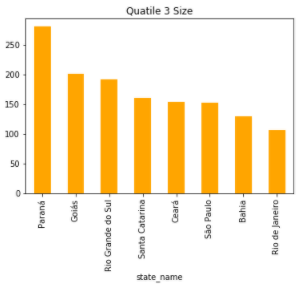 Quatile 3 Size
250
200
150
100
50
0
Paraná
Goiás
Rio Grande do Sul
Santa Catarina
Ceará
São Paulo
Bahia
Rio de Janeiro
state_name